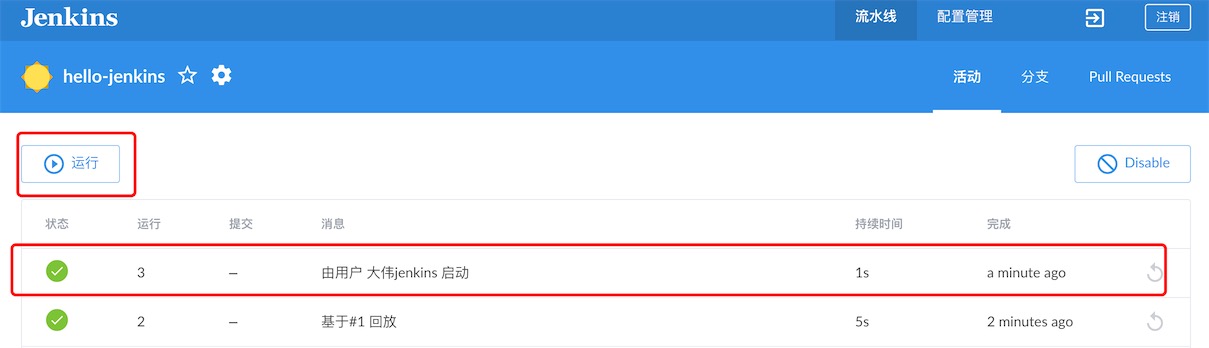 Jenkins 流水线 配置管理 注销
hello-jenkins 活动 分支 Pull Requests
运行 Disable
状态 运行 提交 消息 持续时间 完成
3 – 由用户 大伟jenkins 启动 1s a minute ago
2 – 基于#1 回放 5s 2 minutes ago